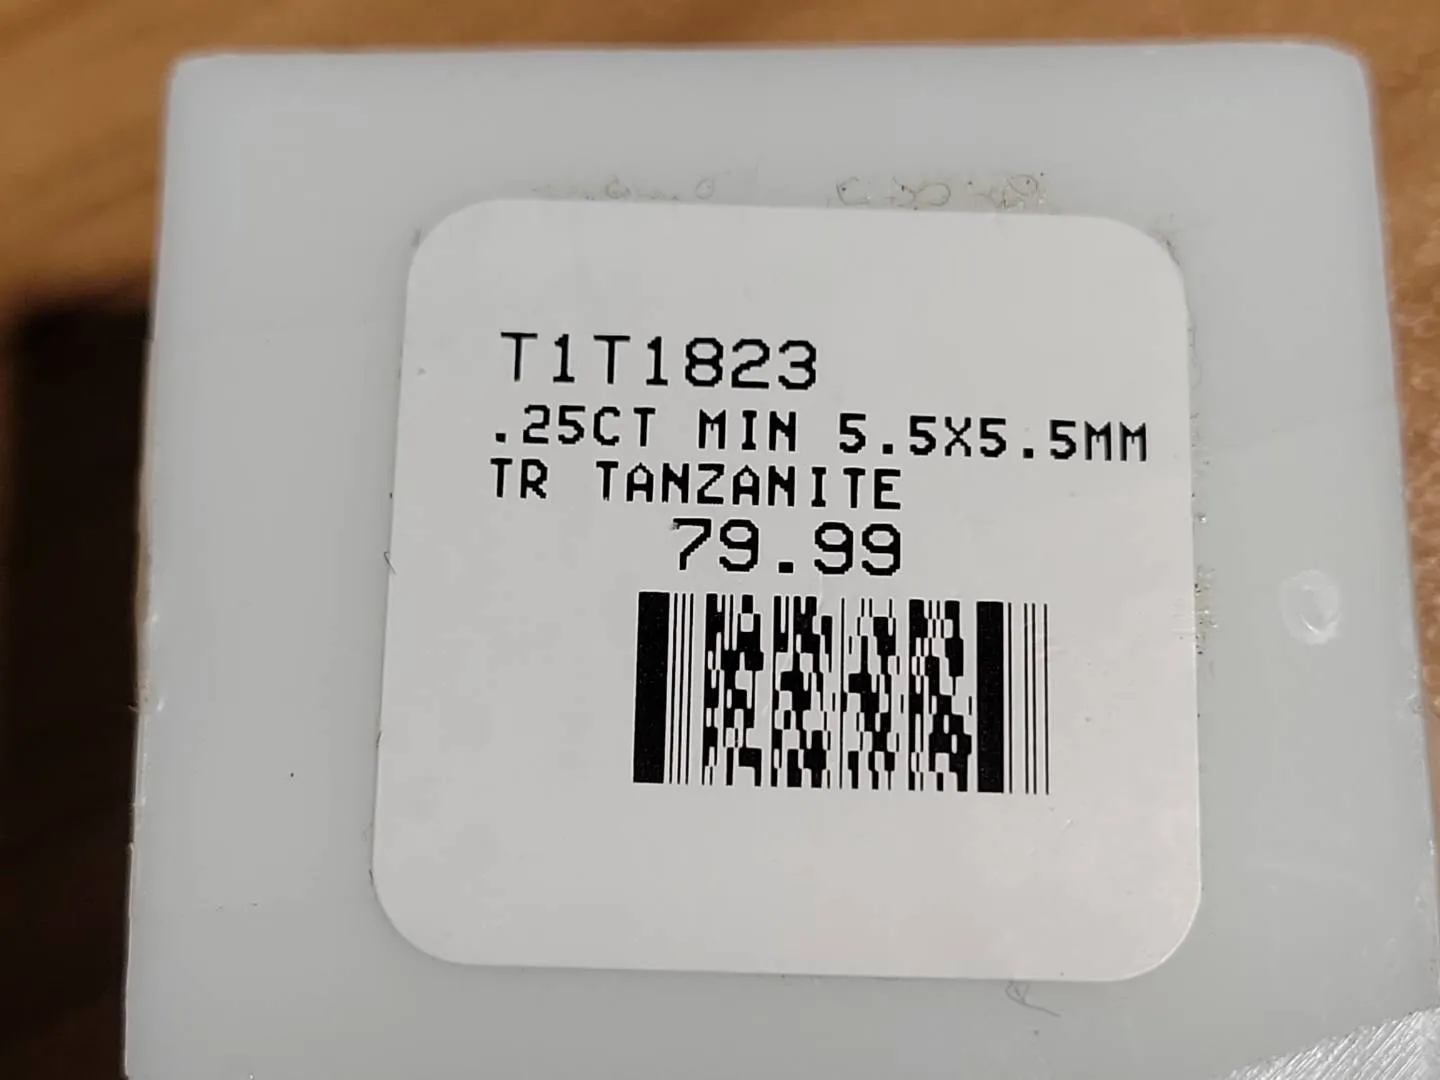 T1T1823
.25CT MIN 5.5X5.5MM
TR TANZANITE
79.99